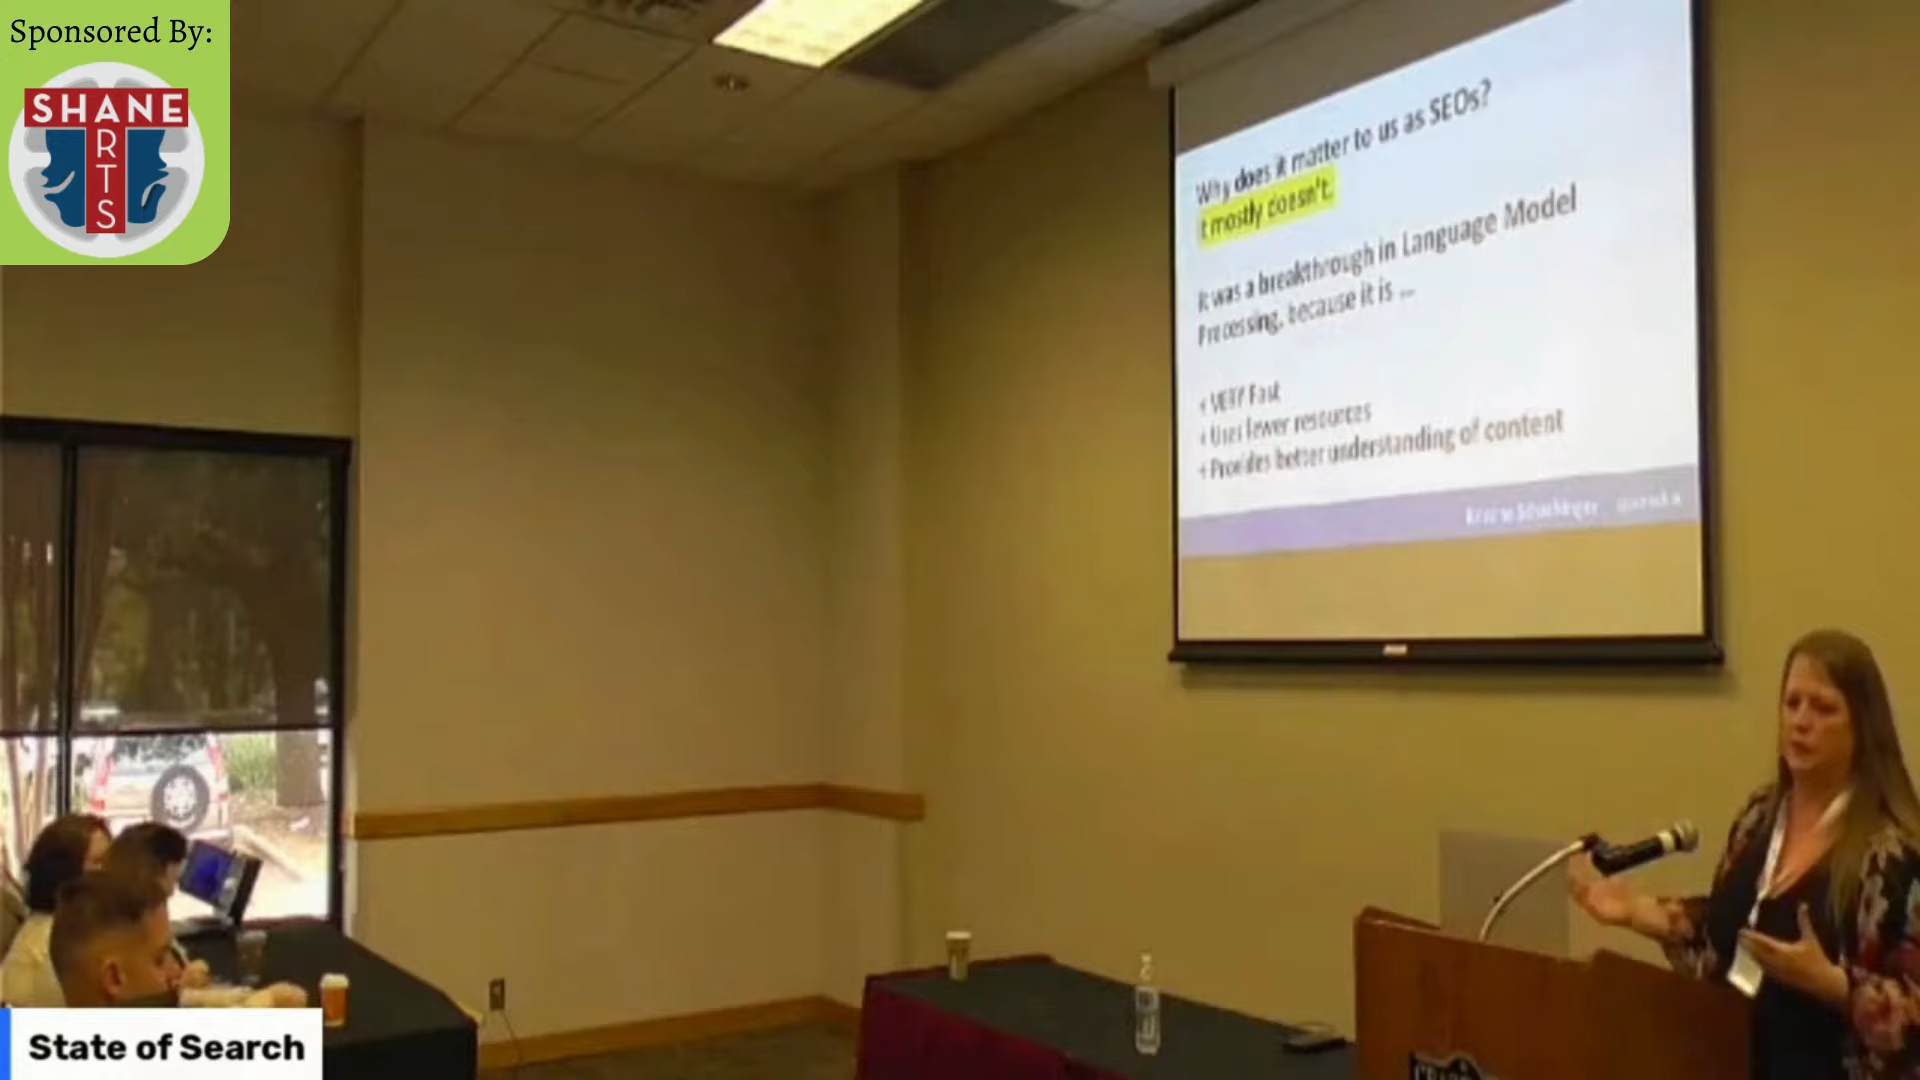 Sponsored By:
SHANE
ARTS
Why does it matter to us as SEOs?
It mostly doesn't.
It was a breakthrough in Language Model
Processing, because it is ...
+ VERY Fast
+ Uses fewer resources
+ Provides better understanding of content
State of Search